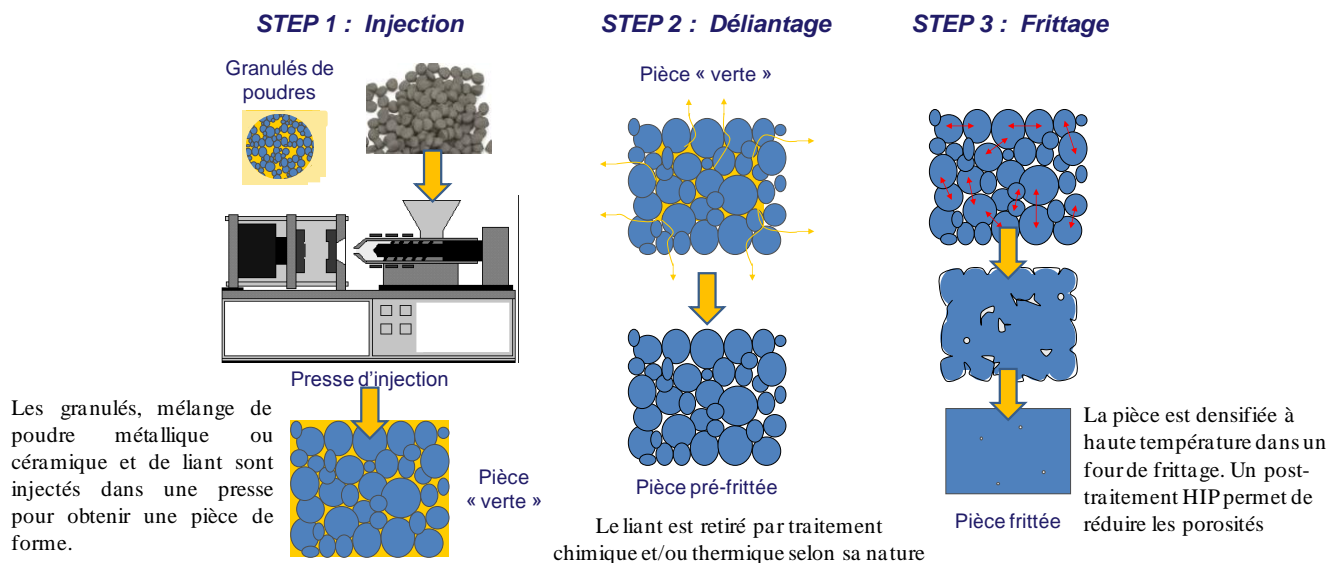 STEP 1 : Injection
Granulés de
poudres
Presse d'injection
Les granulés, mélange de
poudre métallique ou
céramique et de liant sont
injectés dans une presse
pour obtenir une pièce de
forme.
Pièce
« verte »
STEP 2 : Déliantage
Pièce « verte »
Pièce pré-frittée
Le liant est retiré par traitement
chimique et/ou thermique selon sa nature
STEP 3 : Frittage
La pièce est densifiée à
haute température dans un
four de frittage. Un post-
traitement HIP permet de
réduire les porosités
Pièce frittée